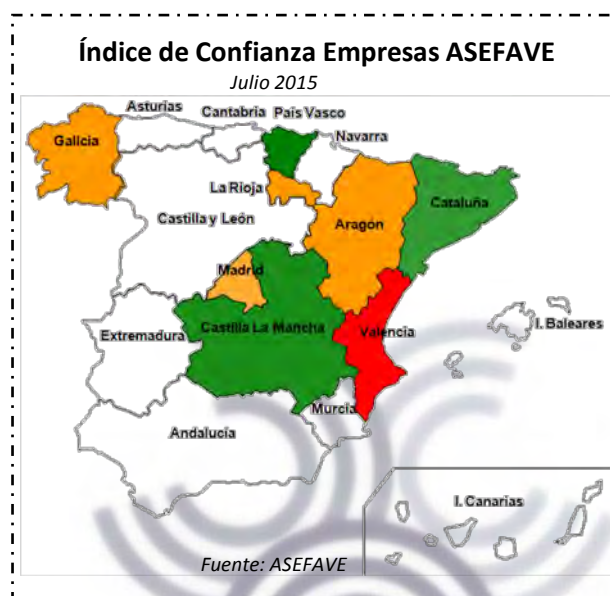 Índice de Confianza Empresas ASEFAVE
Julio 2015
Asturias
Cantabria
País Vasco
Navarra
Galicia
La Rioja
Cataluña
Castilla y León
Aragón
Madrid
Extremadura
Castilla La Mancha
Valencia
I. Baleares
Murcia
Andalucía
I. Canarias
Fuente: ASEFAVE